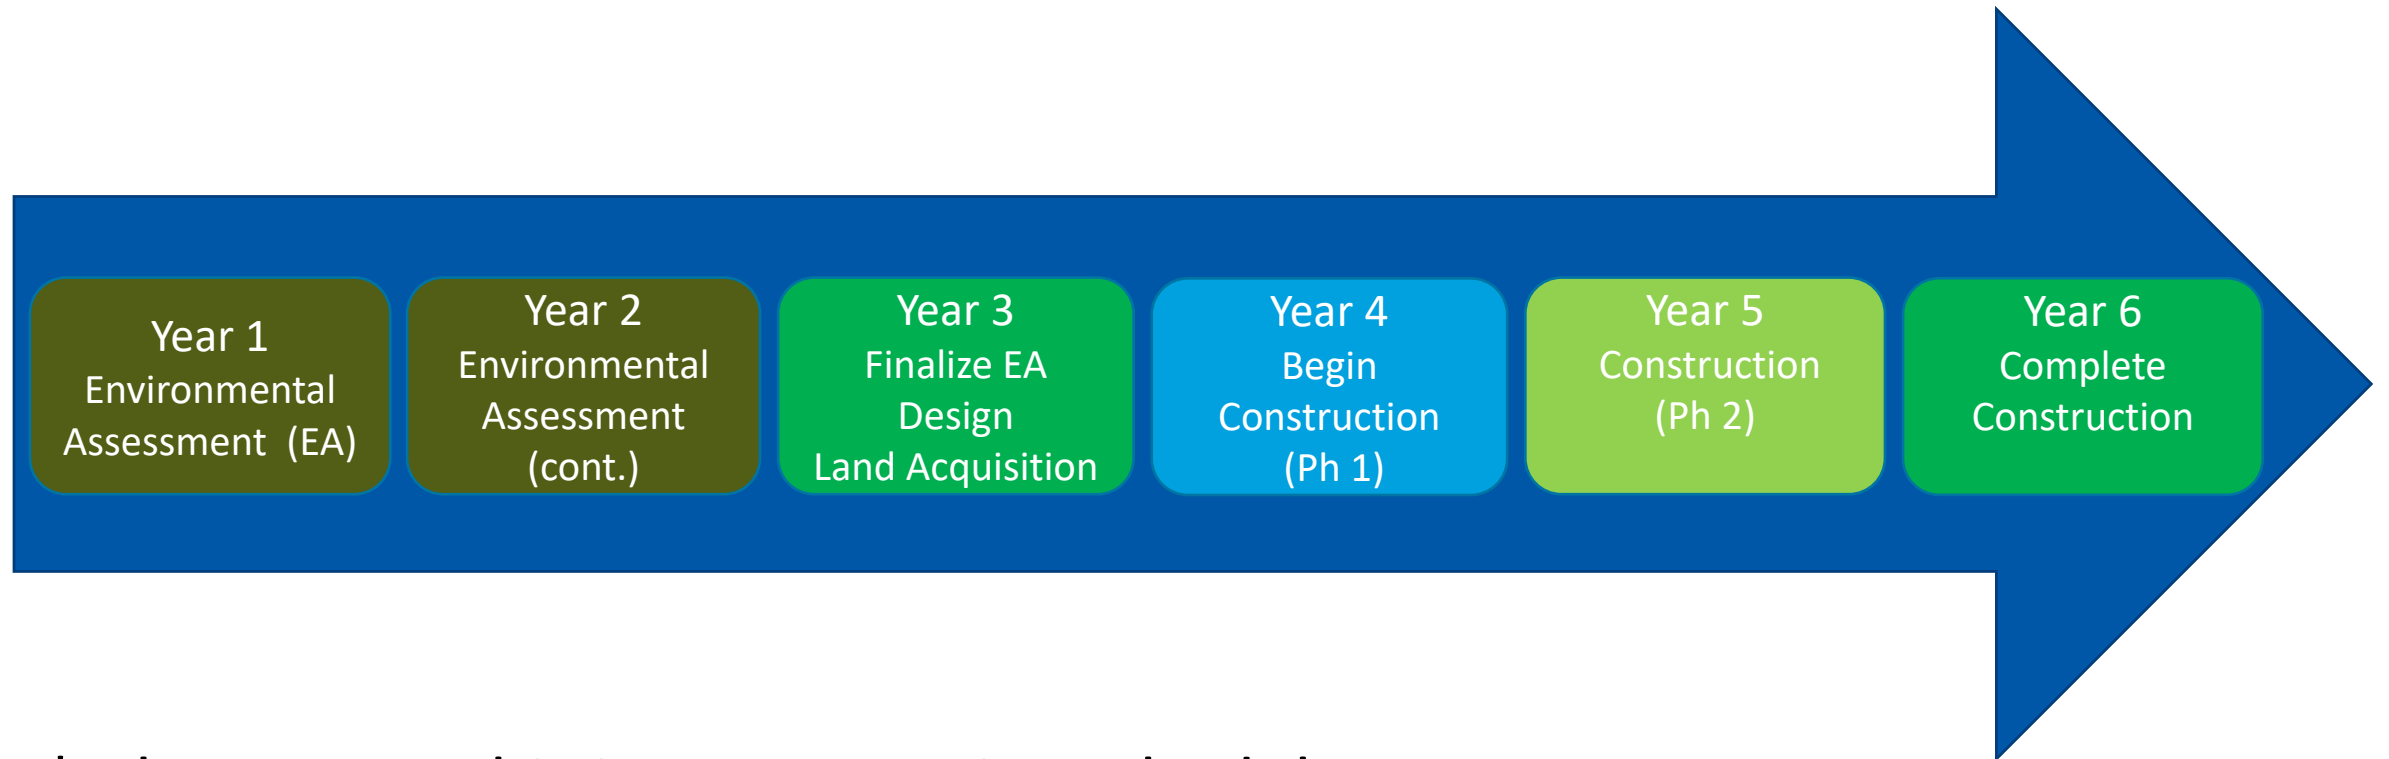 Year 1
Environmental
Assessment  (EA)
Year 2
Environmental
Assessment
(cont.)
Year 3
Finalize EA
Design
Land Acquisition
Year 4
Begin
Construction
(Ph 1)
Year 5
Construction
(Ph 2)
Year 6
Complete
Construction